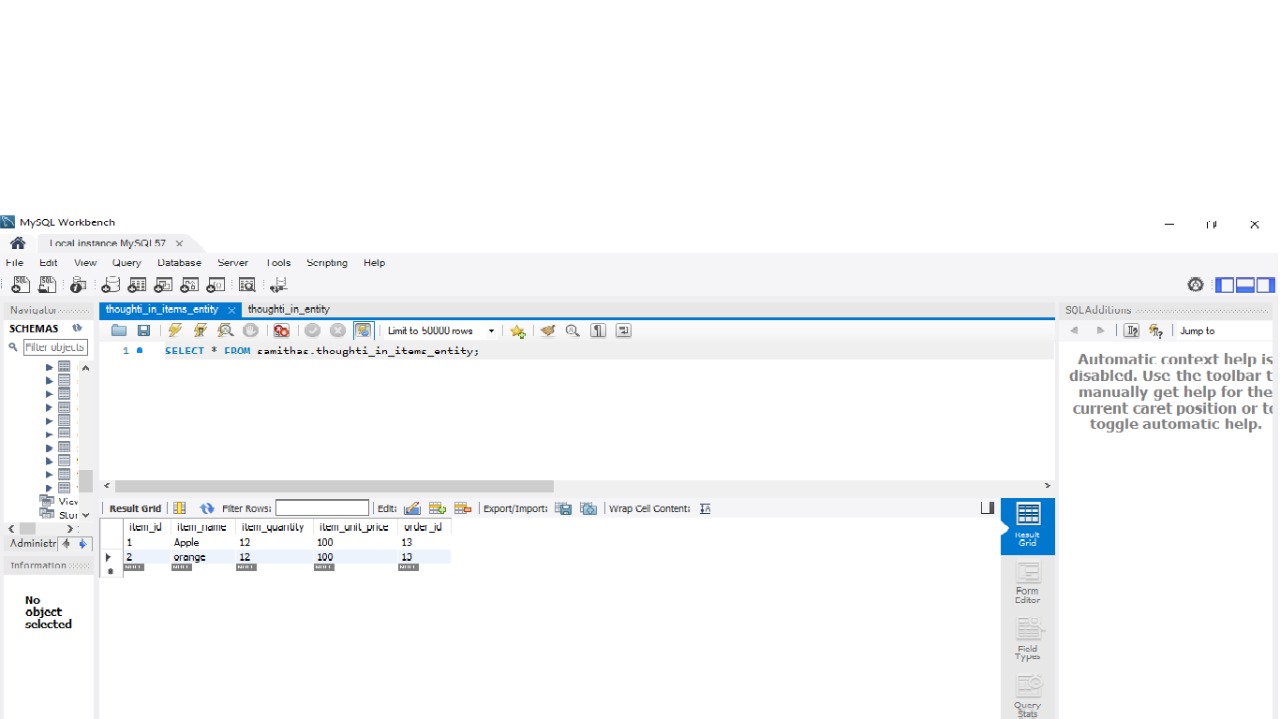 MySQL Workbench
Local instance MySQL57
File Edit View Query Database Server Tools Scripting Help
Navigator
SCHEMAS
Filter objects
View
Stor
Administr
Information
No
object
selected
thoughti_in_items_entity thoughti_in_entity
Limit to 50000 rows
1 SELECT * FROM samithas.thoughti_in_items_entity;
Result Grid Filter Rows: Edit: Export/Import: Wrap Cell Content:
item_id item_name item_quantity item_unit_price order_id
1 Apple 12 100 13
2 orange 12 100 13
NULL NULL NULL NULL NULL
Result
Grid
Form
Editor
Field
Types
Query
Stats
SQLAdditions
Jump to
Automatic context help is
disabled. Use the toolbar t
manually get help for the
current caret position or to
toggle automatic help.